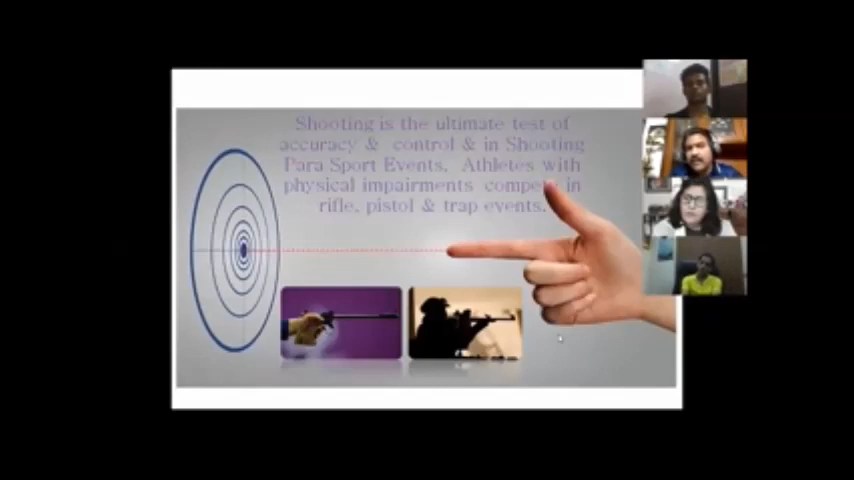 Shooting is the ultimate test of
accuracy & control & in Shooting
Para Sport Events, Athletes with
physical impairments compete in
rifle, pistol & trap events.